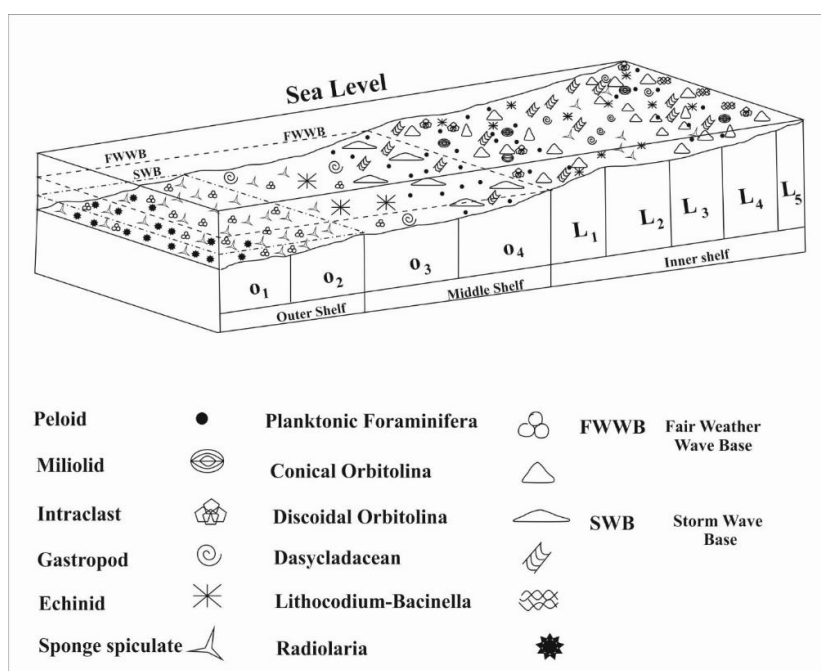 Sea Level
FWWB
FWWB
SWB
O1
O2
O3
O4
L1
L2
L3
L4
L5
Outer Shelf
Middle Shelf
Inner shelf
Peloid
Planktonic Foraminifera
FWWB
Fair Weather
Wave Base
Miliolid
Conical Orbitolina
Intraclast
Discoidal Orbitolina
SWB
Storm Wave
Base
Gastropod
Dasycladacean
Echinid
Lithocodium-Bacinella
Sponge spiculate
Radiolaria